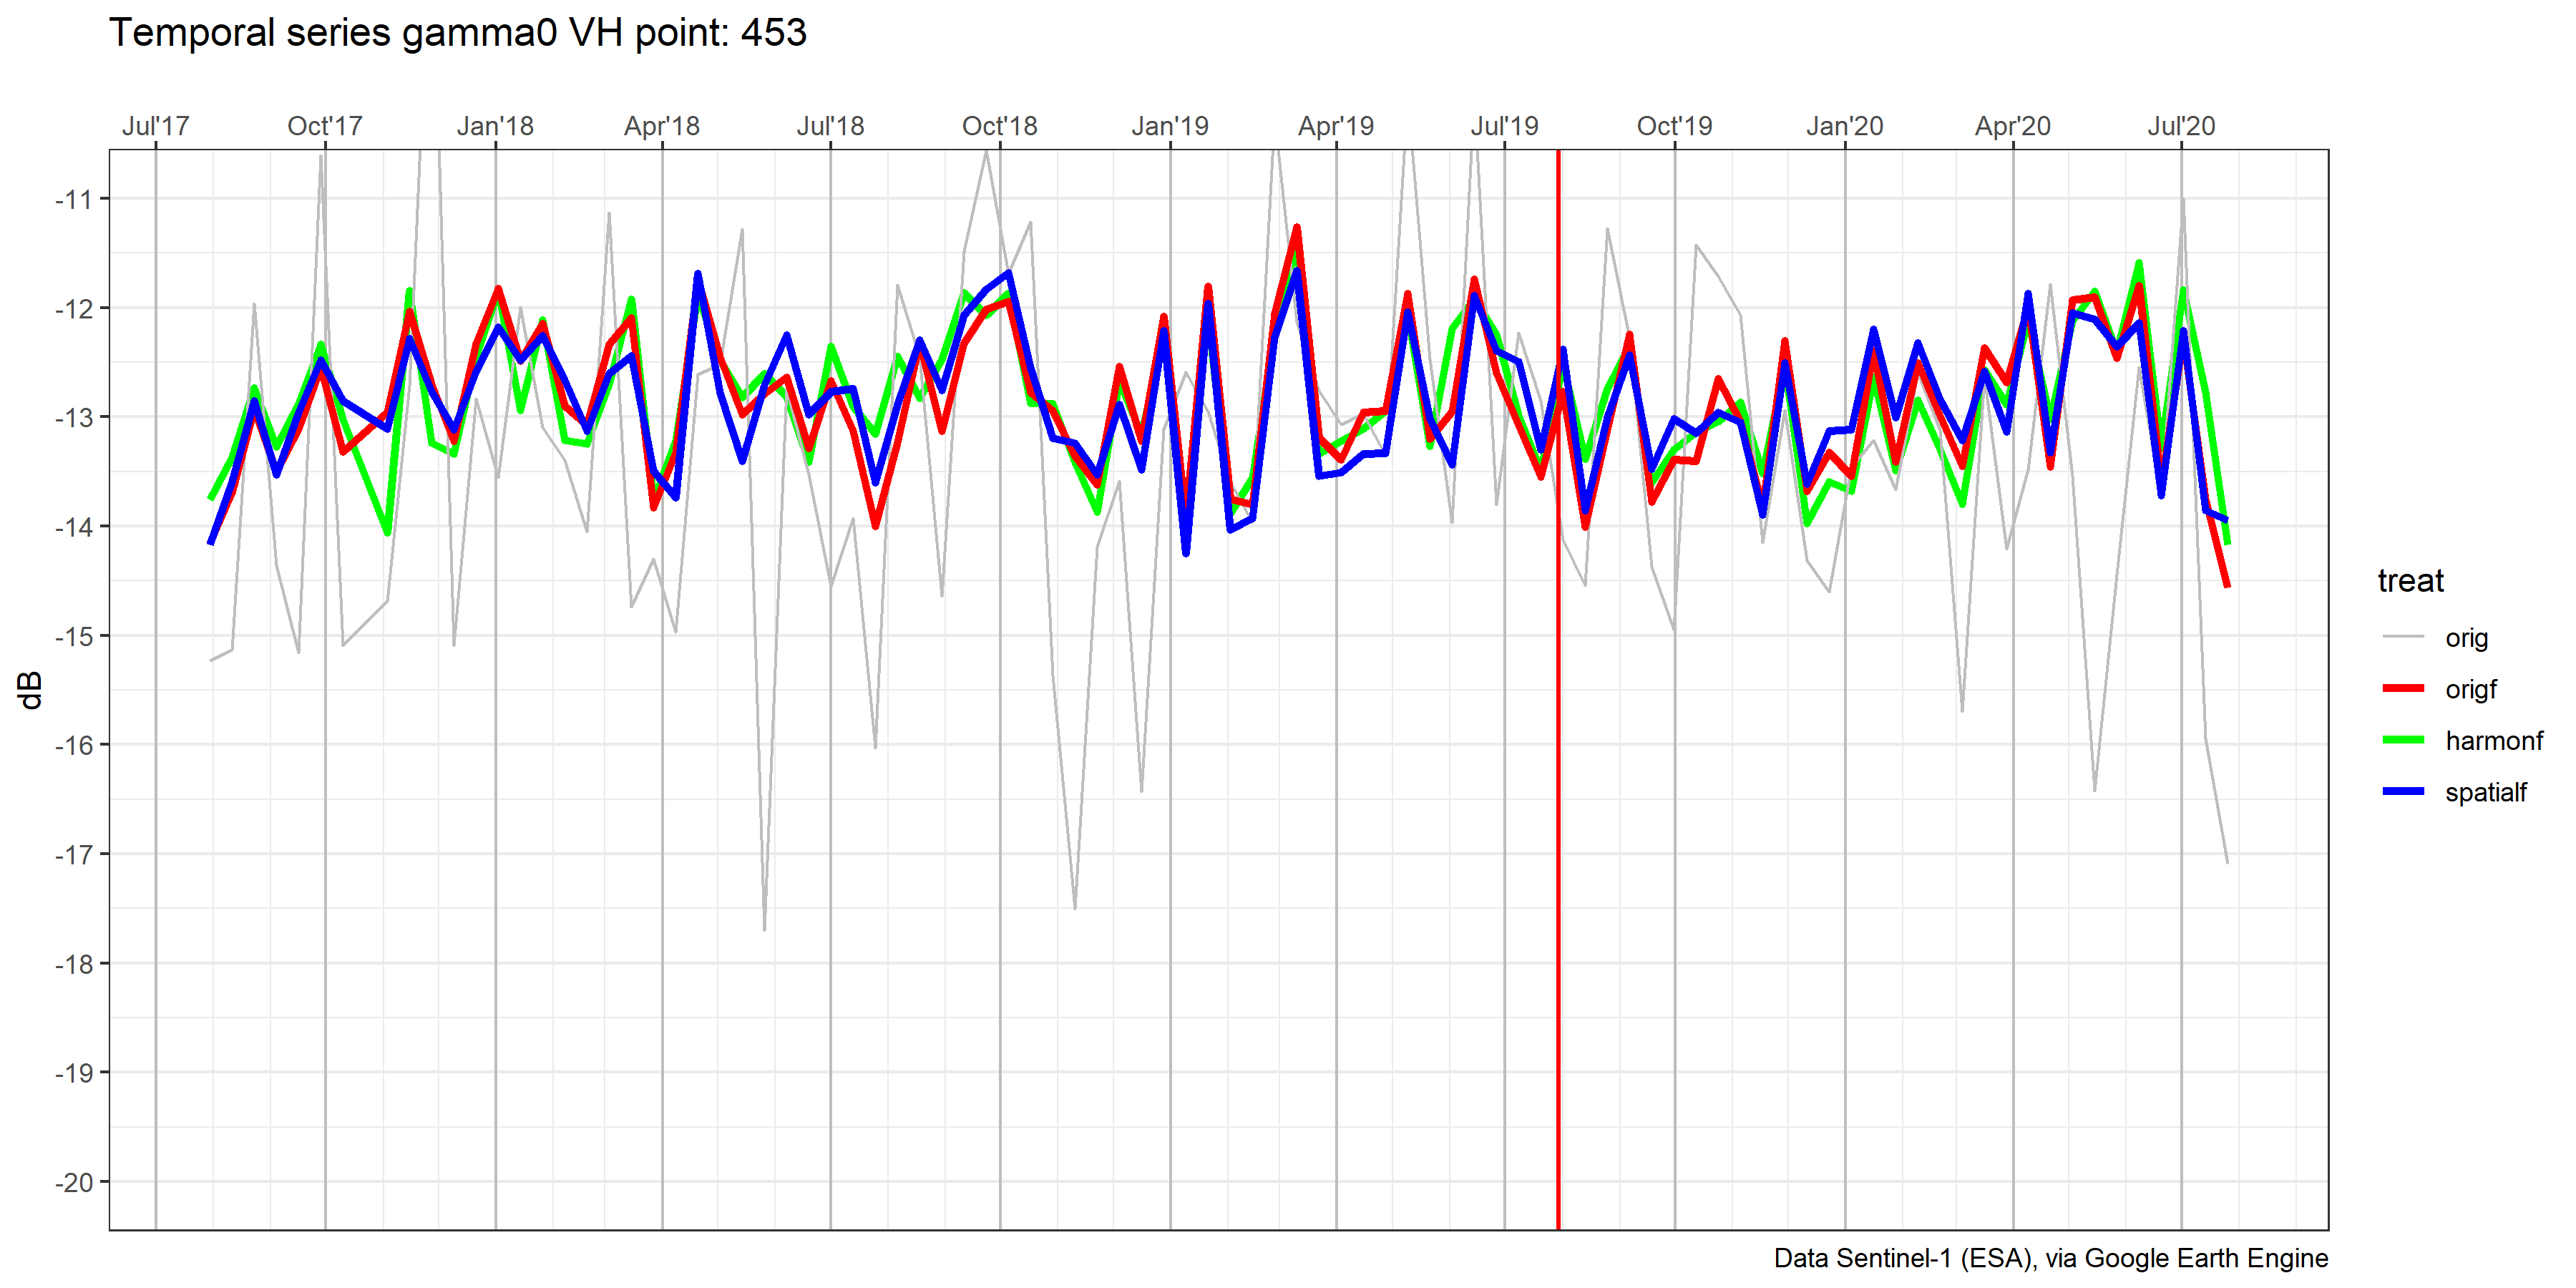 Temporal series gamma0 VH point: 453
Jul'17 Oct'17 Jan'18 Apr'18 Jul'18 Oct'18 Jan'19 Apr'19 Jul'19 Oct'19 Jan'20 Apr'20 Jul'20
-11
-12
-13
-14
-15
-16
-17
-18
-19
-20
dB
treat
orig
origf
harmonf
spatialf
Data Sentinel-1 (ESA), via Google Earth Engine